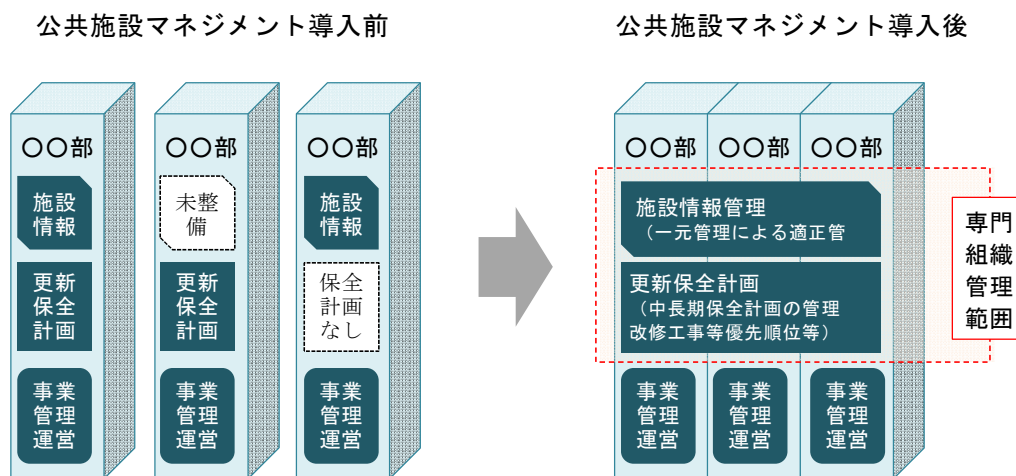 公共施設マネジメント導入前
〇〇部
施設
情報
更新
保全
計画
事業
管理
運営
〇〇部
未整
備
更新
保全
計画
事業
管理
運営
〇〇部
施設
情報
保全
計画
なし
事業
管理
運営
公共施設マネジメント導入後
〇〇部
〇〇部
〇〇部
施設情報管理
（一元管理による適正管
更新保全計画
（中長期保全計画の管理
改修工事等優先順位等）
事業
管理
運営
事業
管理
運営
事業
管理
運営
専門
組織
管理
範囲